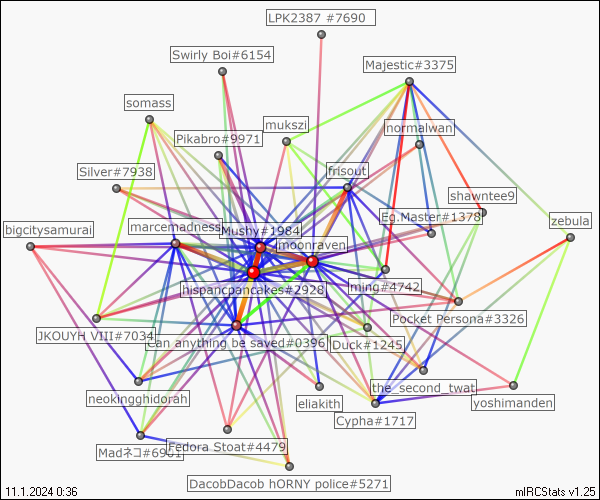 LPK2387 #7690
Swirly Boi#6154
Majestic#3375
somass
mukszi
normalwan
Pikabro#9971
Silver#7938
frisout
shawntee9
Eg.Master#1378
zebula
bigcitysamurai
marcemadness
Mushy#1984
moonraven
hispancpancakes#2928
ming#4742
Pocket Persona#3326
JKOUYH VIII#7034
Can anything be saved#0396
Duck#1245
the_second_twat
neokingghidorah
eliakith
Cypha#1717
yoshimanden
Madネコ#6901
Fedora Stoat#4479
DacobDacob hORNY police#5271
11.1.2024 0:36
mIRCStats v1.25